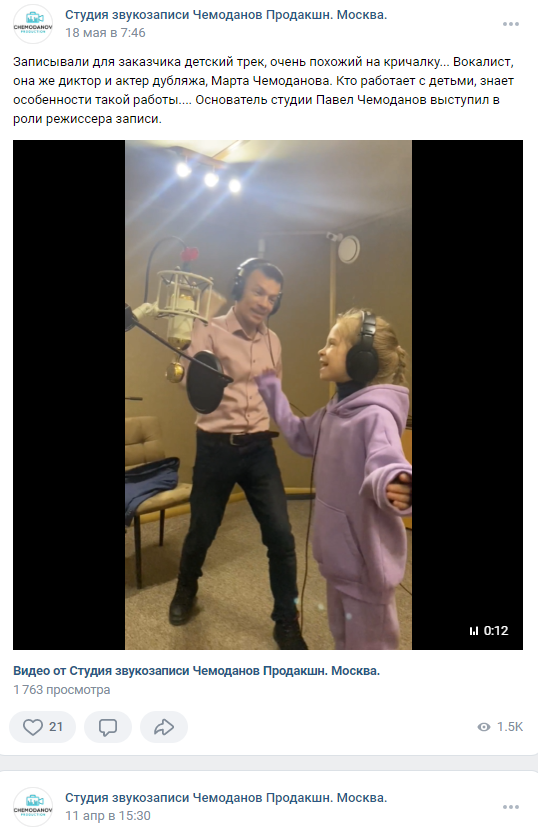 CHEMODANOV
PRODUCTION
Студия звукозаписи Чемоданов Продакшн. Москва.
18 мая в 7:46
Записывали для заказчика детский трек, очень похожий на кричалку... Вокалист,
она же диктор и актер дубляжа, Марта Чемоданова. Кто работает с детьми, знает
особенности такой работы.... Основатель студии Павел Чемоданов выступил в
роли режиссера записи.
0:12
Видео от Студия звукозаписи Чемоданов Продакшн. Москва.
1 763 просмотра
21
1.5K
CHEMODANOV
PRODUCTION
Студия звукозаписи Чемоданов Продакшн. Москва.
11 апр в 15:30